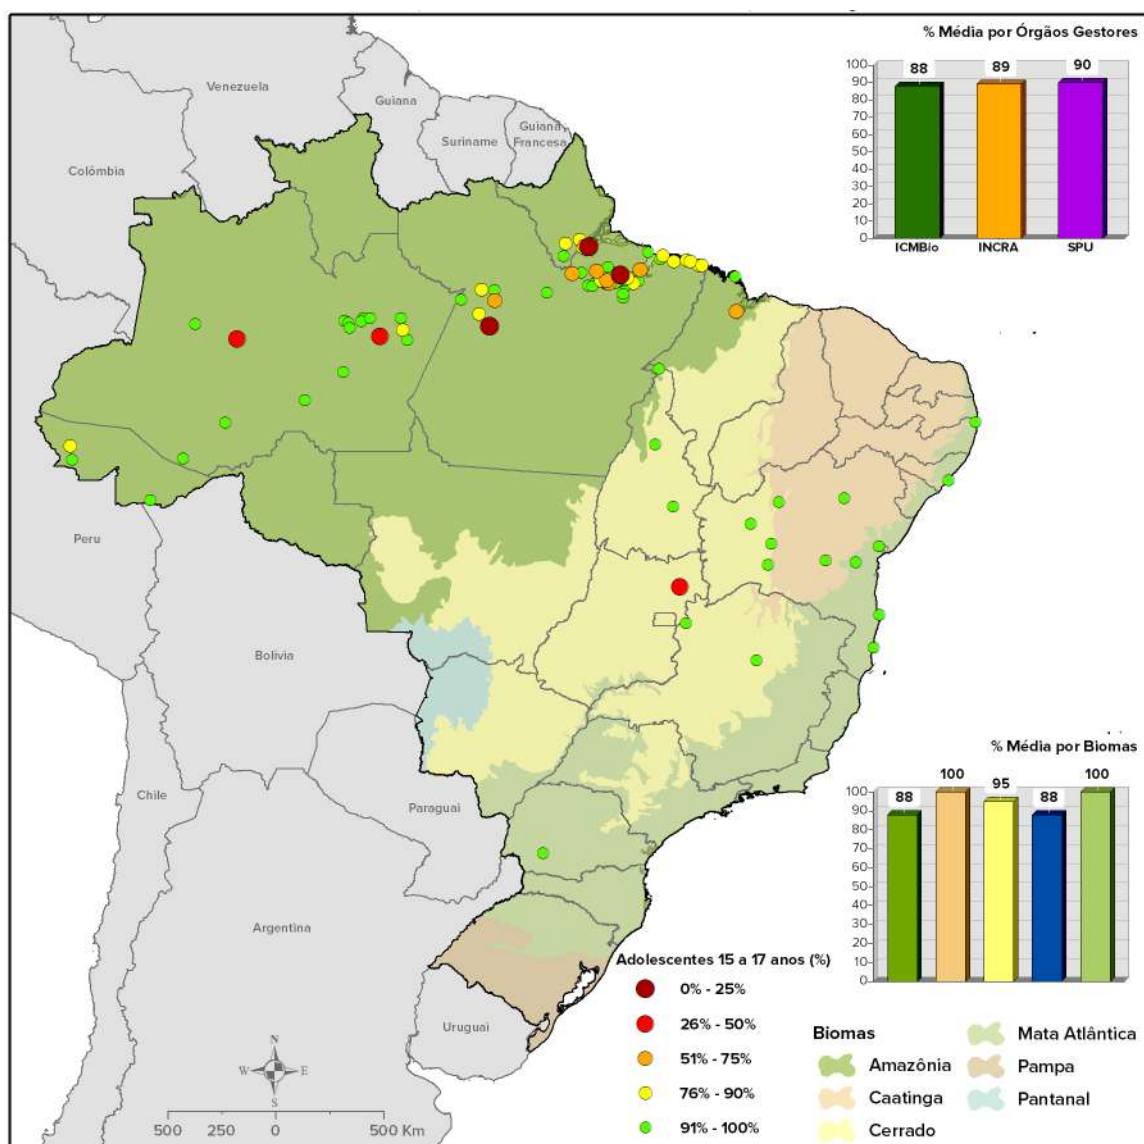 % Média por Órgãos Gestores
100
90
80
70
60
50
40
30
20
10
0
88
89
90
ICMBio
INCRA
SPU
Venezuela
Guiana
Suriname
Guiana
Francesa
Colômbia
Peru
Bolívia
Chile
Paraguai
Argentina
Uruguai
% Média por Biomas
100
90
80
70
60
50
40
30
20
10
0
88
100
95
88
100
Adolescentes 15 a 17 anos (%)
0% - 25%
26% - 50%
51% - 75%
76% - 90%
91% - 100%
Biomas
Amazônia
Caatinga
Cerrado
Mata Atlântica
Pampa
Pantanal
N
W
E
S
500 250 0 500 Km